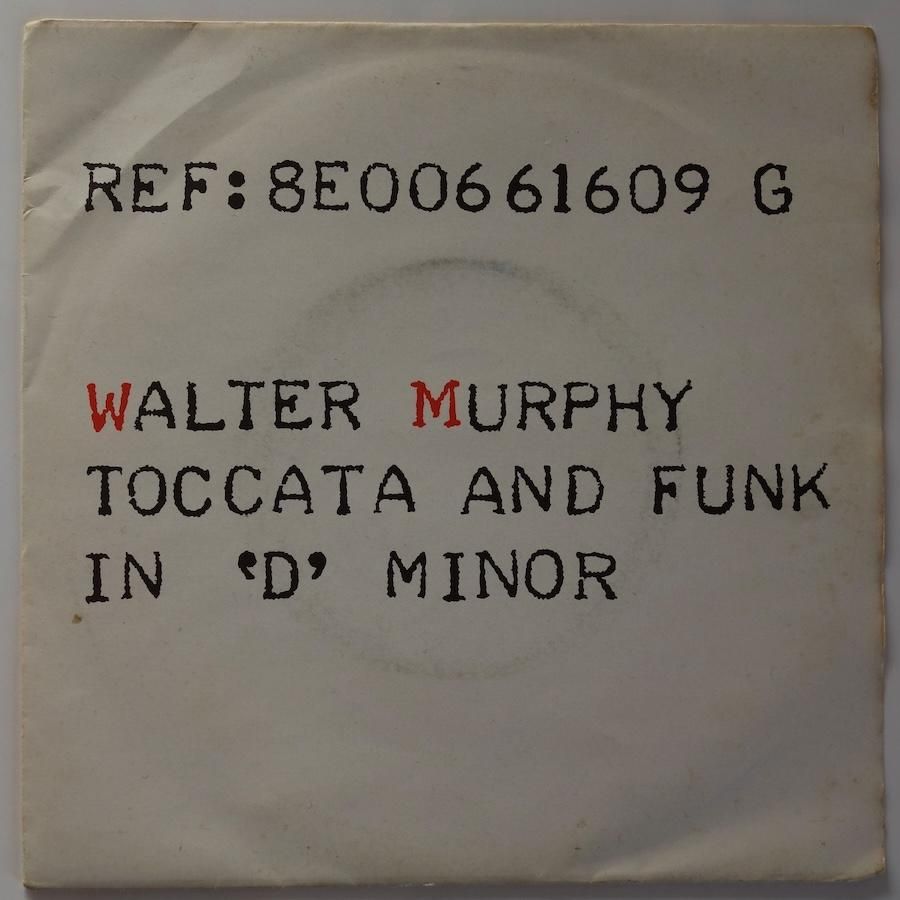 REF:8E00661609 G
WALTER MURPHY
TOCCATA AND FUNK
IN ‘D’ MINOR